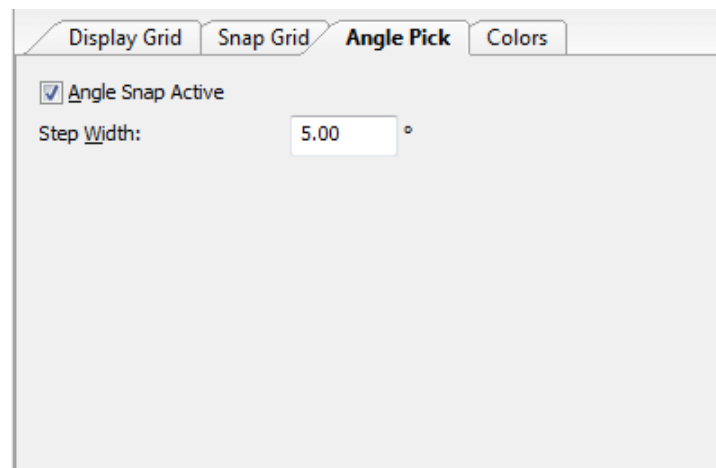 Display Grid Snap Grid Angle Pick Colors
Angle Snap Active
Step Width: 5.00 °